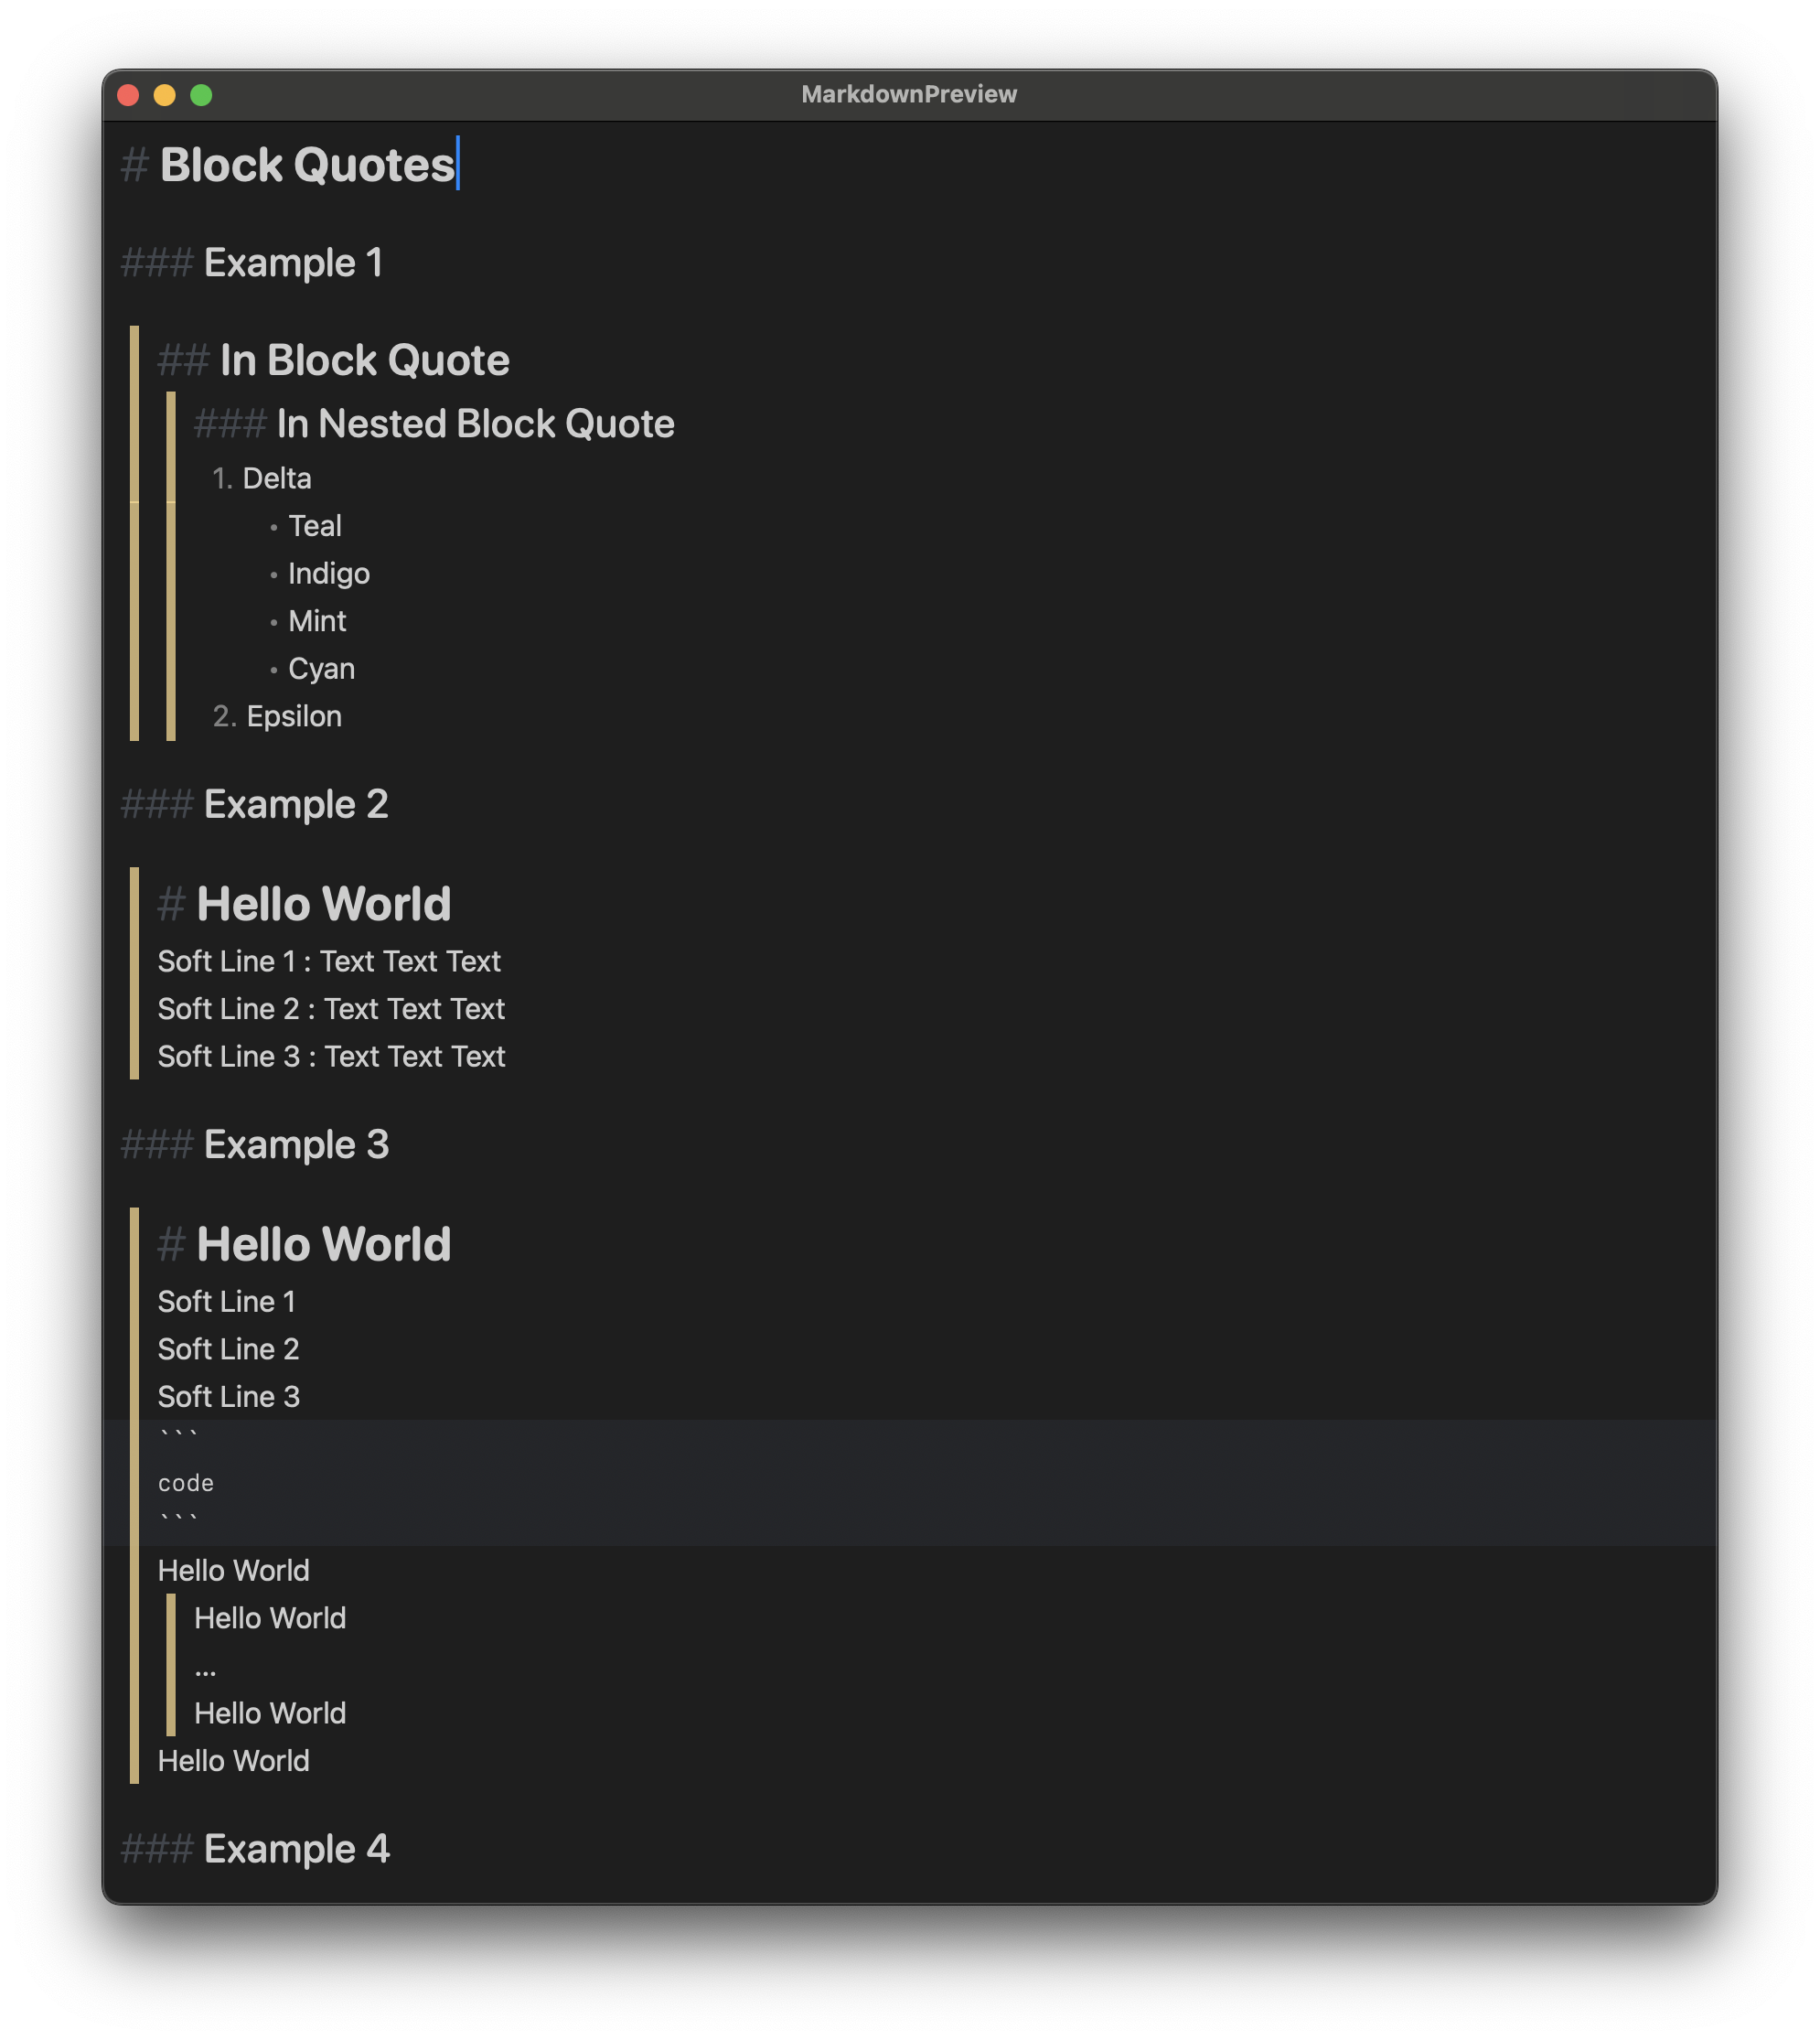 MarkdownPreview
# Block Quotes
### Example 1
## In Block Quote
### In Nested Block Quote
1. Delta
• Teal
• Indigo
• Mint
• Cyan
2. Epsilon
### Example 2
# Hello World
Soft Line 1 : Text Text Text
Soft Line 2 : Text Text Text
Soft Line 3 : Text Text Text
### Example 3
# Hello World
Soft Line 1
Soft Line 2
Soft Line 3
```
code
```
Hello World
Hello World
...
Hello World
Hello World
### Example 4